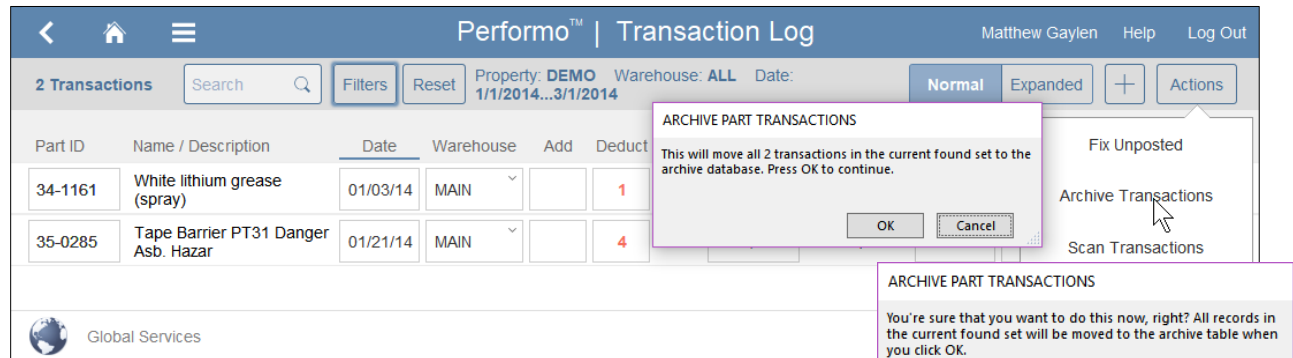 Performo™ | Transaction Log
Matthew Gaylen Help Log Out
2 Transactions
Search
Filters
Reset
Property: DEMO Warehouse: ALL Date:
1/1/2014...3/1/2014
Normal
Expanded
Actions
Part ID Name / Description Date Warehouse Add Deduct
34-1161
White lithium grease
(spray)
01/03/14
MAIN
1
35-0285
Tape Barrier PT31 Danger
Asb. Hazar
01/21/14
MAIN
4
ARCHIVE PART TRANSACTIONS
This will move all 2 transactions in the current found set to the
archive database. Press OK to continue.
OK
Cancel
Fix Unposted
Archive Transactions
Scan Transactions
ARCHIVE PART TRANSACTIONS
You're sure that you want to do this now, right? All records in
the current found set will be moved to the archive table when
you click OK.
Global Services